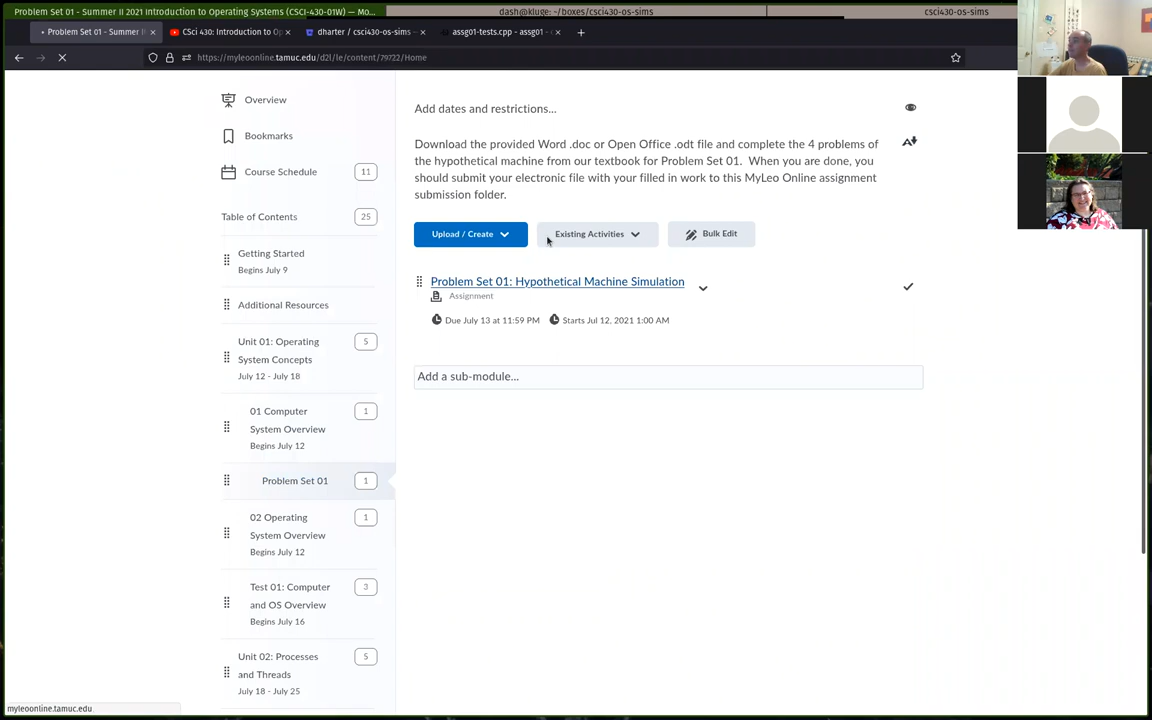 Problem Set 01 - Summer II 2021 Introduction to Operating Systems (CSCI-430-01W) — Mo...
dash@kluge: ~/boxes/csci430-os-sims
csci430-os-sims
Problem Set 01 - Summer I
CSci 430: Introduction to Op
dharter / csci430-os-sims —
assg01-tests.cpp - assg01 - c
https://myleoonline.tamuc.edu/d2l/le/content/79722/Home
Overview
Bookmarks
Course Schedule
11
Table of Contents
25
Getting Started
Begins July 9
Additional Resources
Unit 01: Operating
System Concepts
July 12 - July 18
5
01 Computer
System Overview
Begins July 12
1
Problem Set 01
1
02 Operating
System Overview
Begins July 12
1
Test 01: Computer
and OS Overview
Begins July 16
3
Unit 02: Processes
and Threads
July 18 - July 25
5
Add dates and restrictions...
Download the provided Word .doc or Open Office .odt file and complete the 4 problems of
the hypothetical machine from our textbook for Problem Set 01. When you are done, you
should submit your electronic file with your filled in work to this MyLeo Online assignment
submission folder.
Upload / Create
Existing Activities
Bulk Edit
Problem Set 01: Hypothetical Machine Simulation
Assignment
Due July 13 at 11:59 PM
Starts Jul 12, 2021 1:00 AM
Add a sub-module...
myleoonline.tamuc.edu